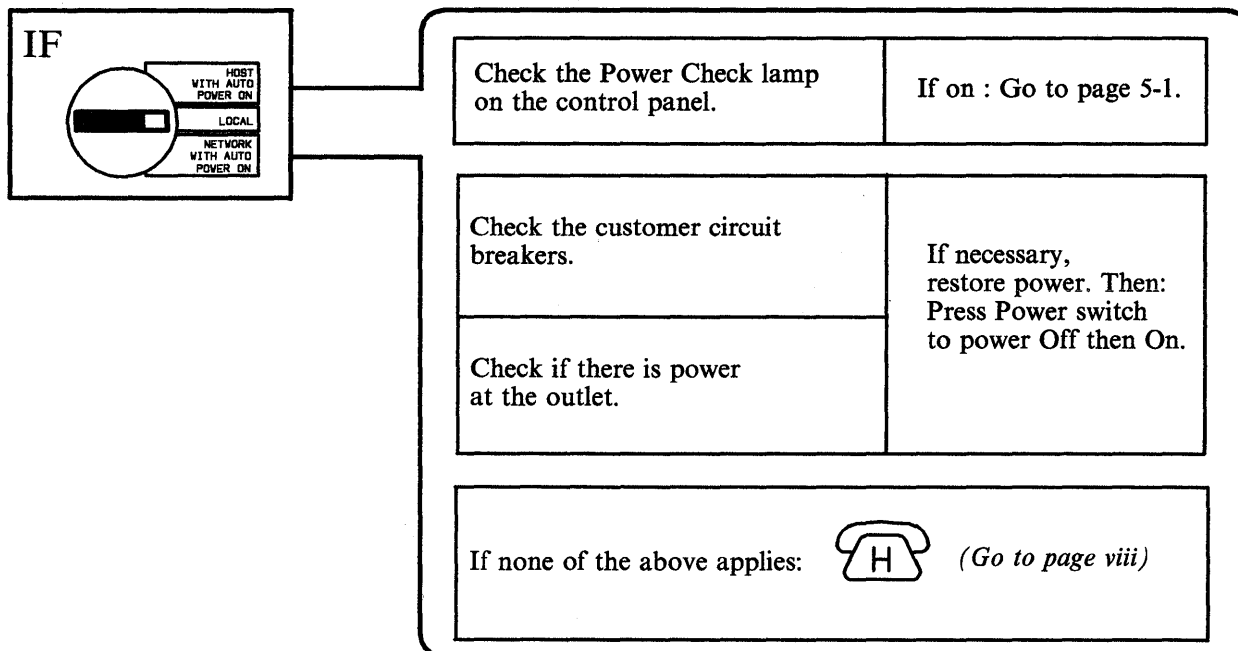 IF
HOST
WITH AUTO
POWER ON
LOCAL
NETWORK
WITH AUTO
POWER ON
Check the Power Check lamp
on the control panel.
If on : Go to page 5-1.
Check the customer circuit
breakers.
Check if there is power
at the outlet.
If necessary,
restore power. Then:
Press Power switch
to power Off then On.
If none of the above applies:
H
(Go to page viii)